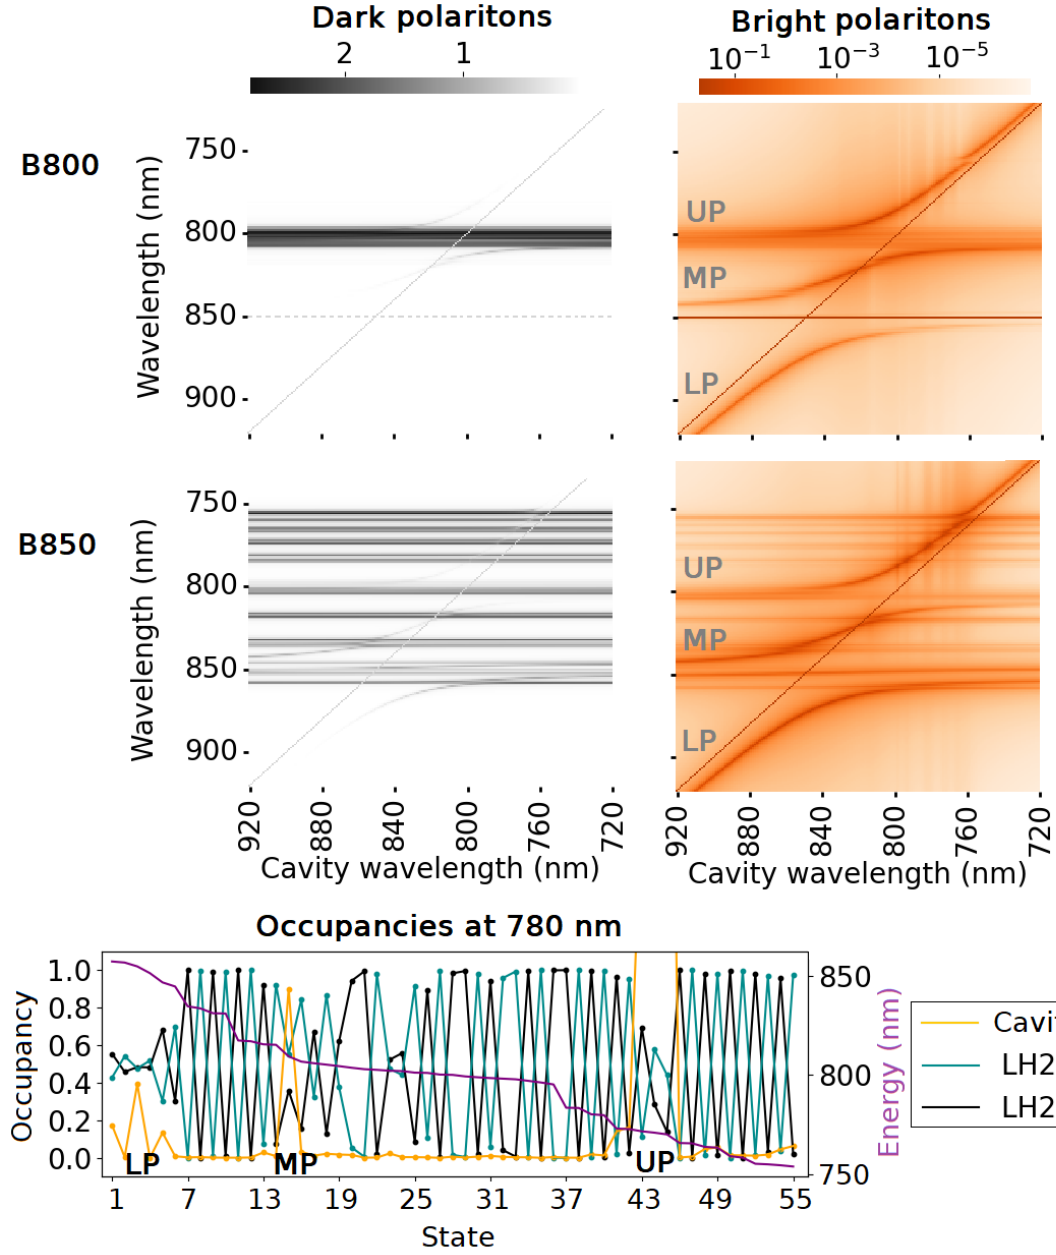 Dark polaritons
2 1
Bright polaritons
10−1 10−3 10−5
B800
Wavelength (nm)
750
800
850
900
UP
MP
LP
B850
Wavelength (nm)
750
800
850
900
UP
MP
LP
920 880 840 800 760 720
Cavity wavelength (nm)
920 840 800 760 720
Cavity wavelength (nm)
Occupancies at 780 nm
Occupancy
1.0
0.8
0.6
0.4
0.2
0.0
LP MP UP
1 7 13 19 25 31 37 43 49 55
State
850
800
750
Energy (nm)
Cavi
LH2
LH2